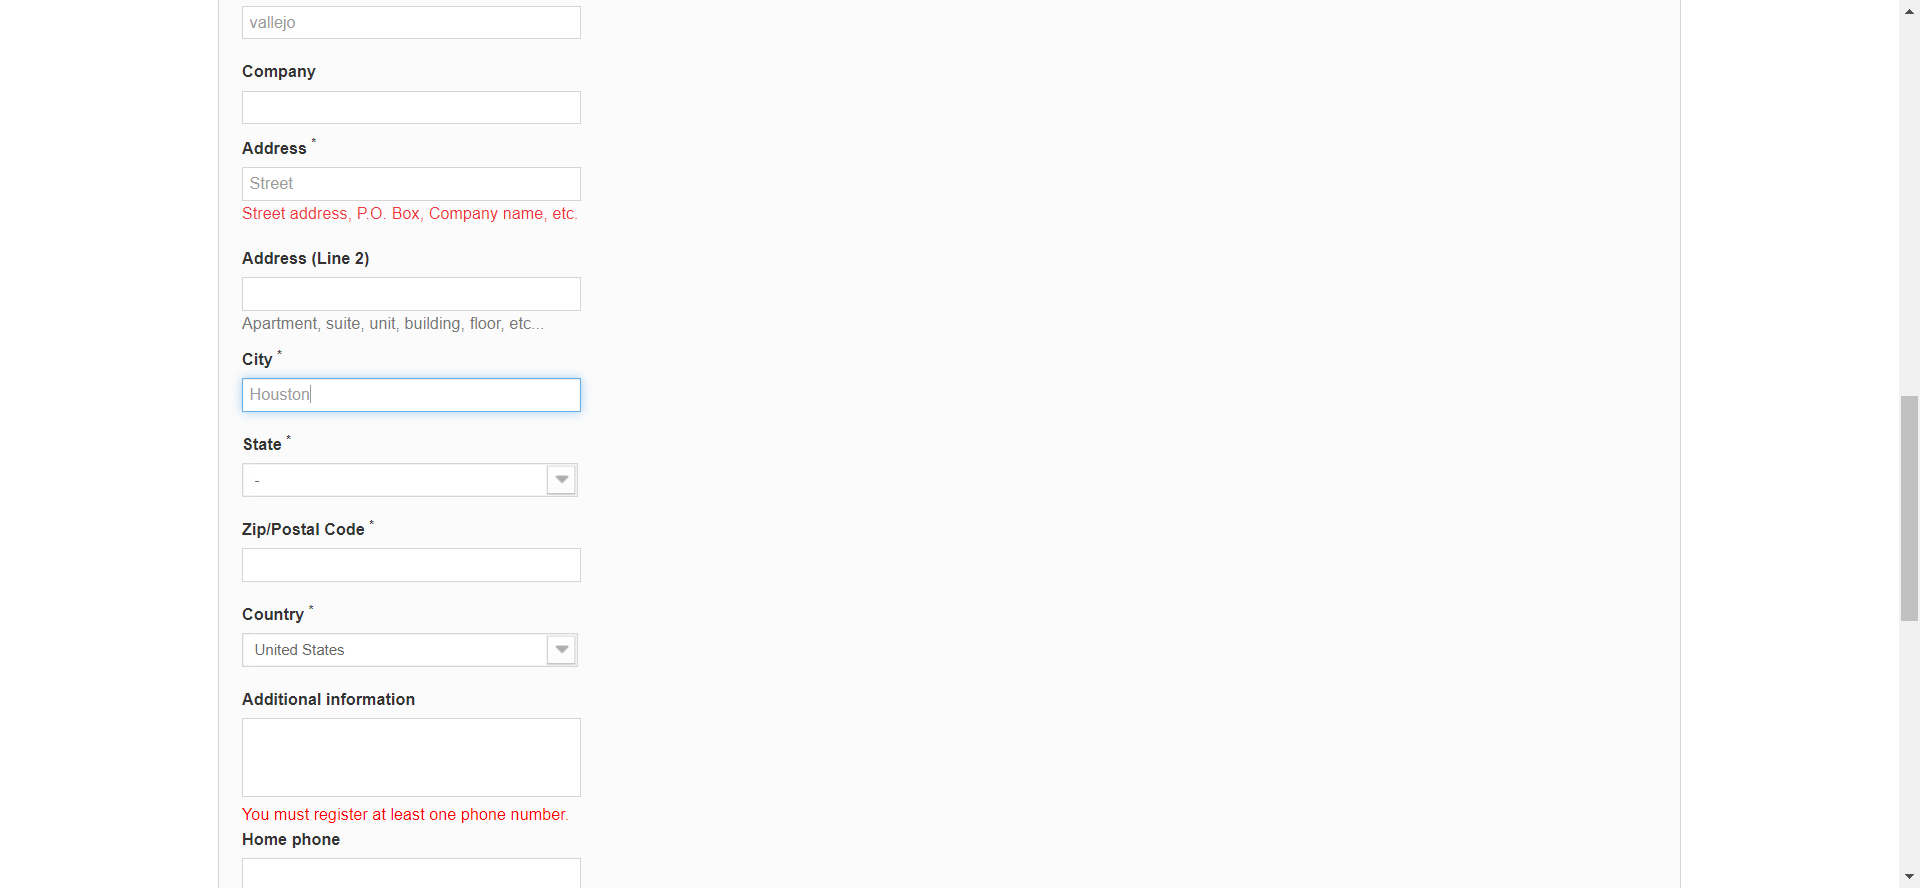 vallejo
Company
Address *
Street
Street address, P.O. Box, Company name, etc.
Address (Line 2)
Apartment, suite, unit, building, floor, etc...
City *
Houston
State *
-
Zip/Postal Code *
Country *
United States
Additional information
You must register at least one phone number.
Home phone